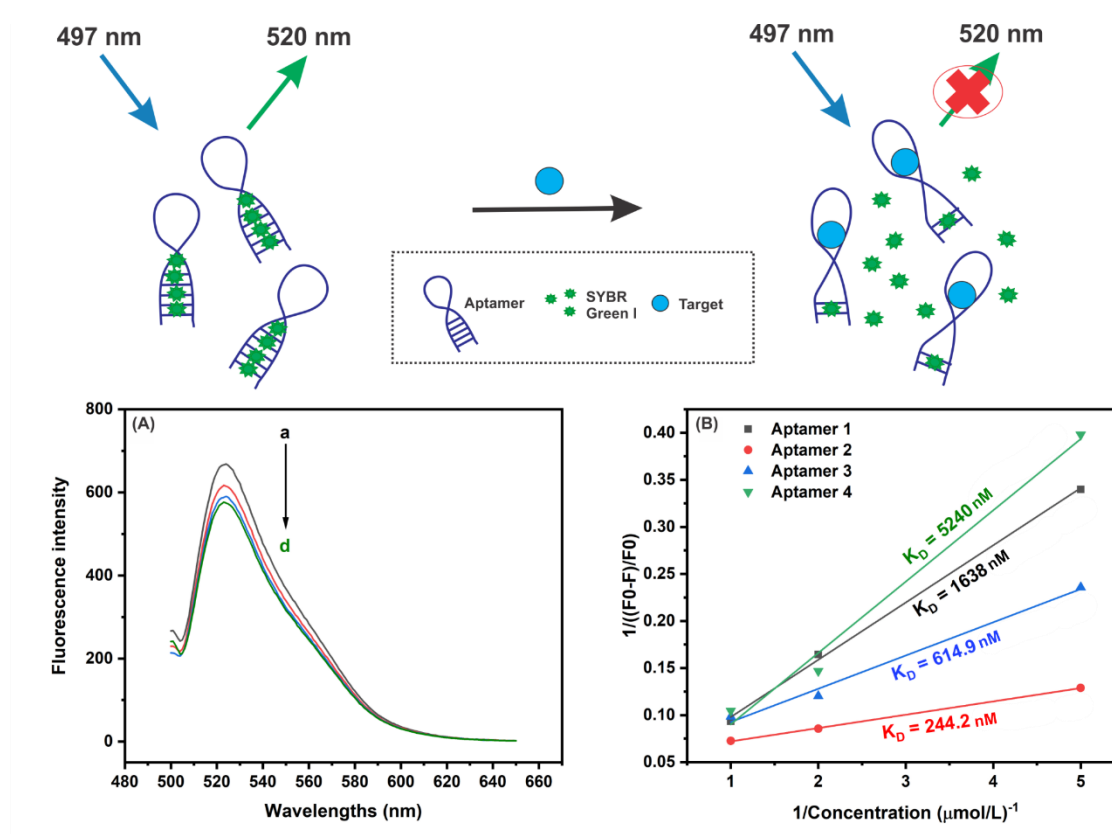 497 nm
520 nm
497 nm
520 nm
Aptamer
SYBR
Green I
Target
(A)
a
d
Fluorescence intensity
800
600
400
200
0
480 500 520 540 560 580 600 620 640 660
Wavelengths (nm)
(B)
Aptamer 1
Aptamer 2
Aptamer 3
Aptamer 4
K_D = 5240 nM
K_D = 1638 nM
K_D = 614.9 nM
K_D = 244.2 nM
1/((F0-F)/F0)
0.40
0.35
0.30
0.25
0.20
0.15
0.10
0.05
1 2 3 4 5
1/Concentration (μmol/L)⁻¹